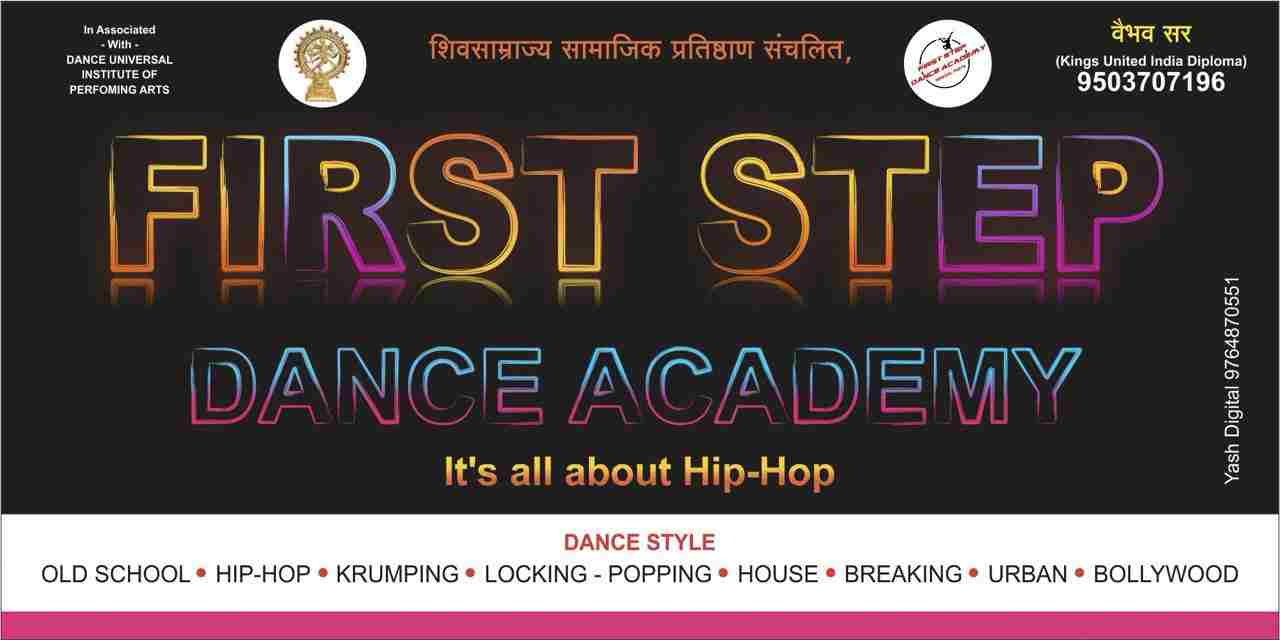 In Associated
- With -
DANCE UNIVERSAL
INSTITUTE OF
PERFOMING ARTS
शिवसाम्राज्य सामाजिक प्रतिष्ठाण संचलित,
FIRST STEP
DANCE ACADEMY
वैभव सर
(Kings United India Diploma)
9503707196
FIRST STEP
DANCE ACADEMY
It's all about Hip-Hop
Yash Digital 9764870551
DANCE STYLE
OLD SCHOOL • HIP-HOP • KRUMPING • LOCKING - POPPING • HOUSE • BREAKING • URBAN • BOLLYWOOD